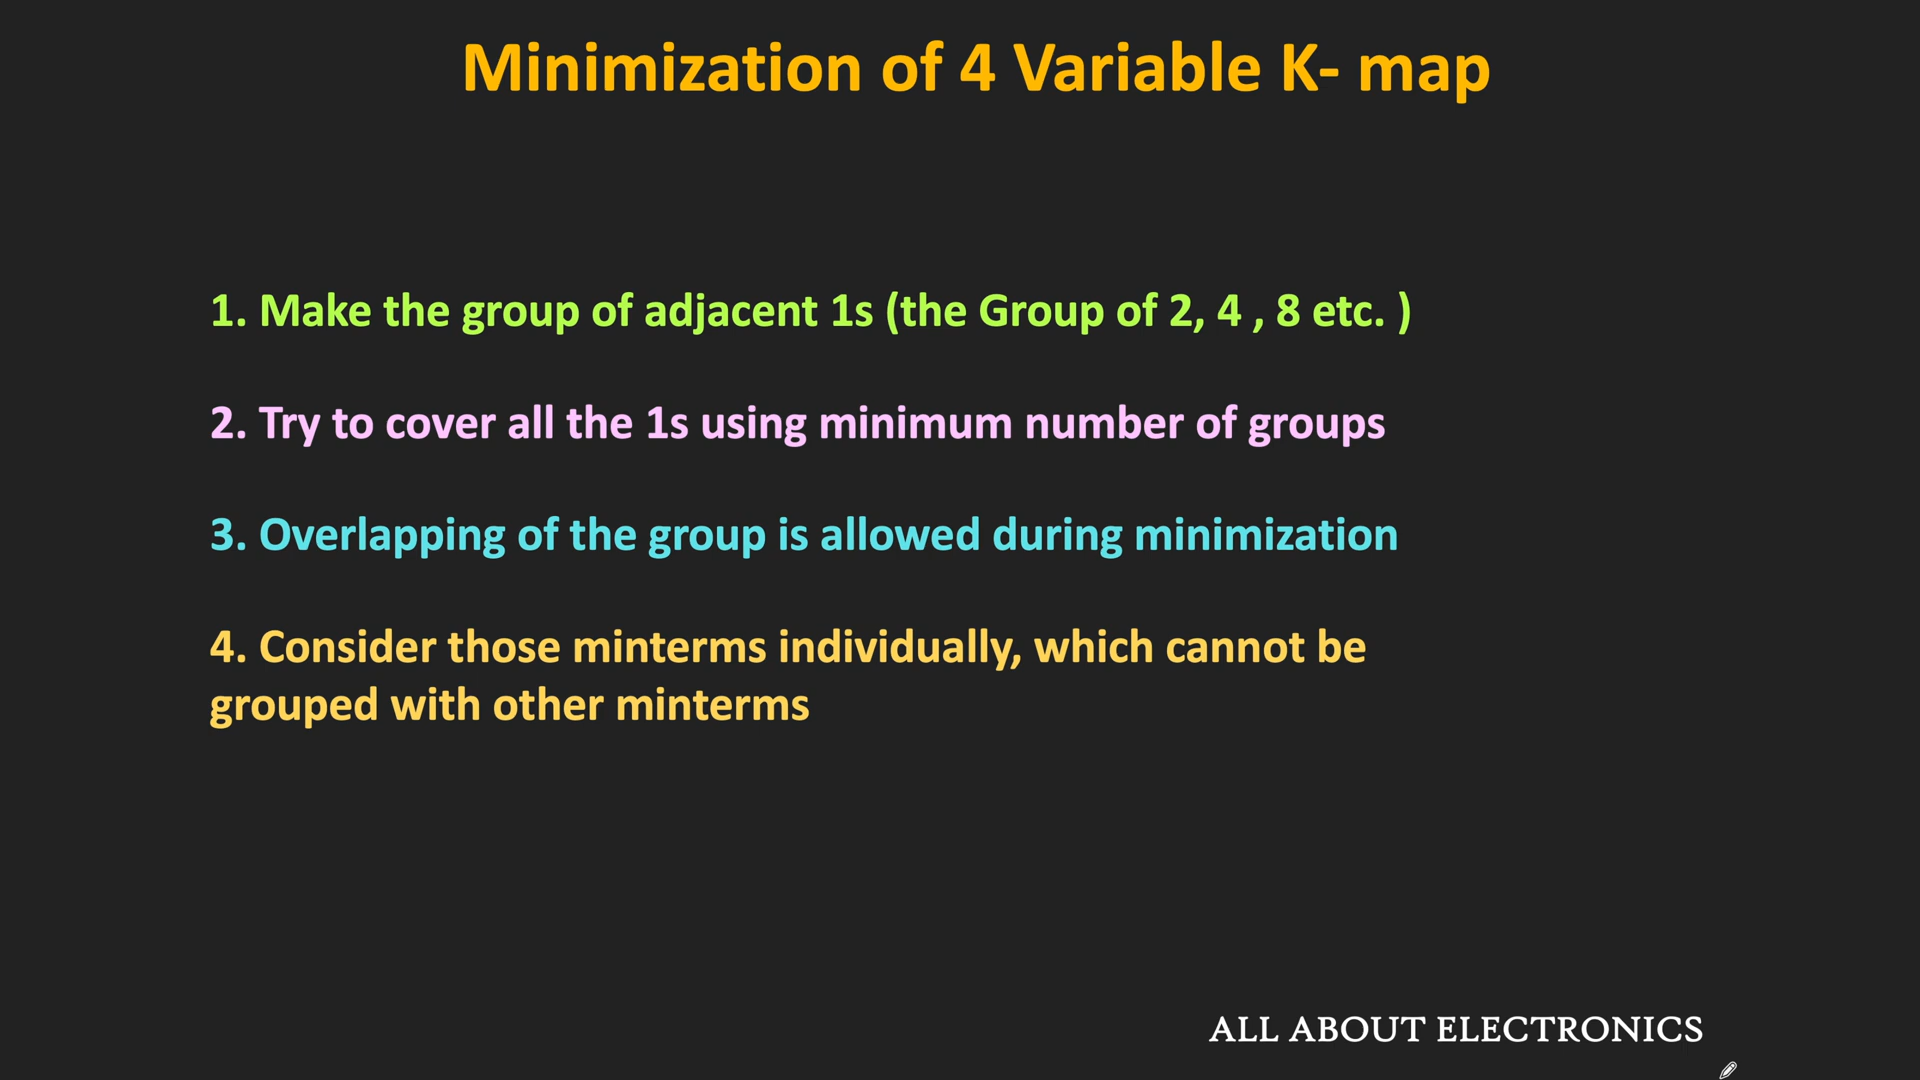 Minimization of 4 Variable K- map
1. Make the group of adjacent 1s (the Group of 2, 4 , 8 etc. )
2. Try to cover all the 1s using minimum number of groups
3. Overlapping of the group is allowed during minimization
4. Consider those minterms individually, which cannot be
grouped with other minterms
ALL ABOUT ELECTRONICS